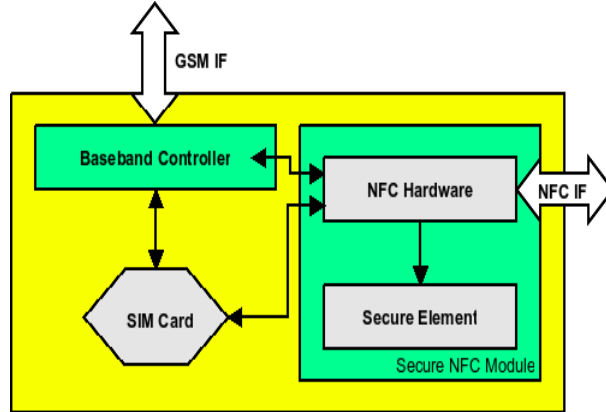 GSM IF
Baseband Controller
NFC Hardware
NFC IF
SIM Card
Secure Element
Secure NFC Module